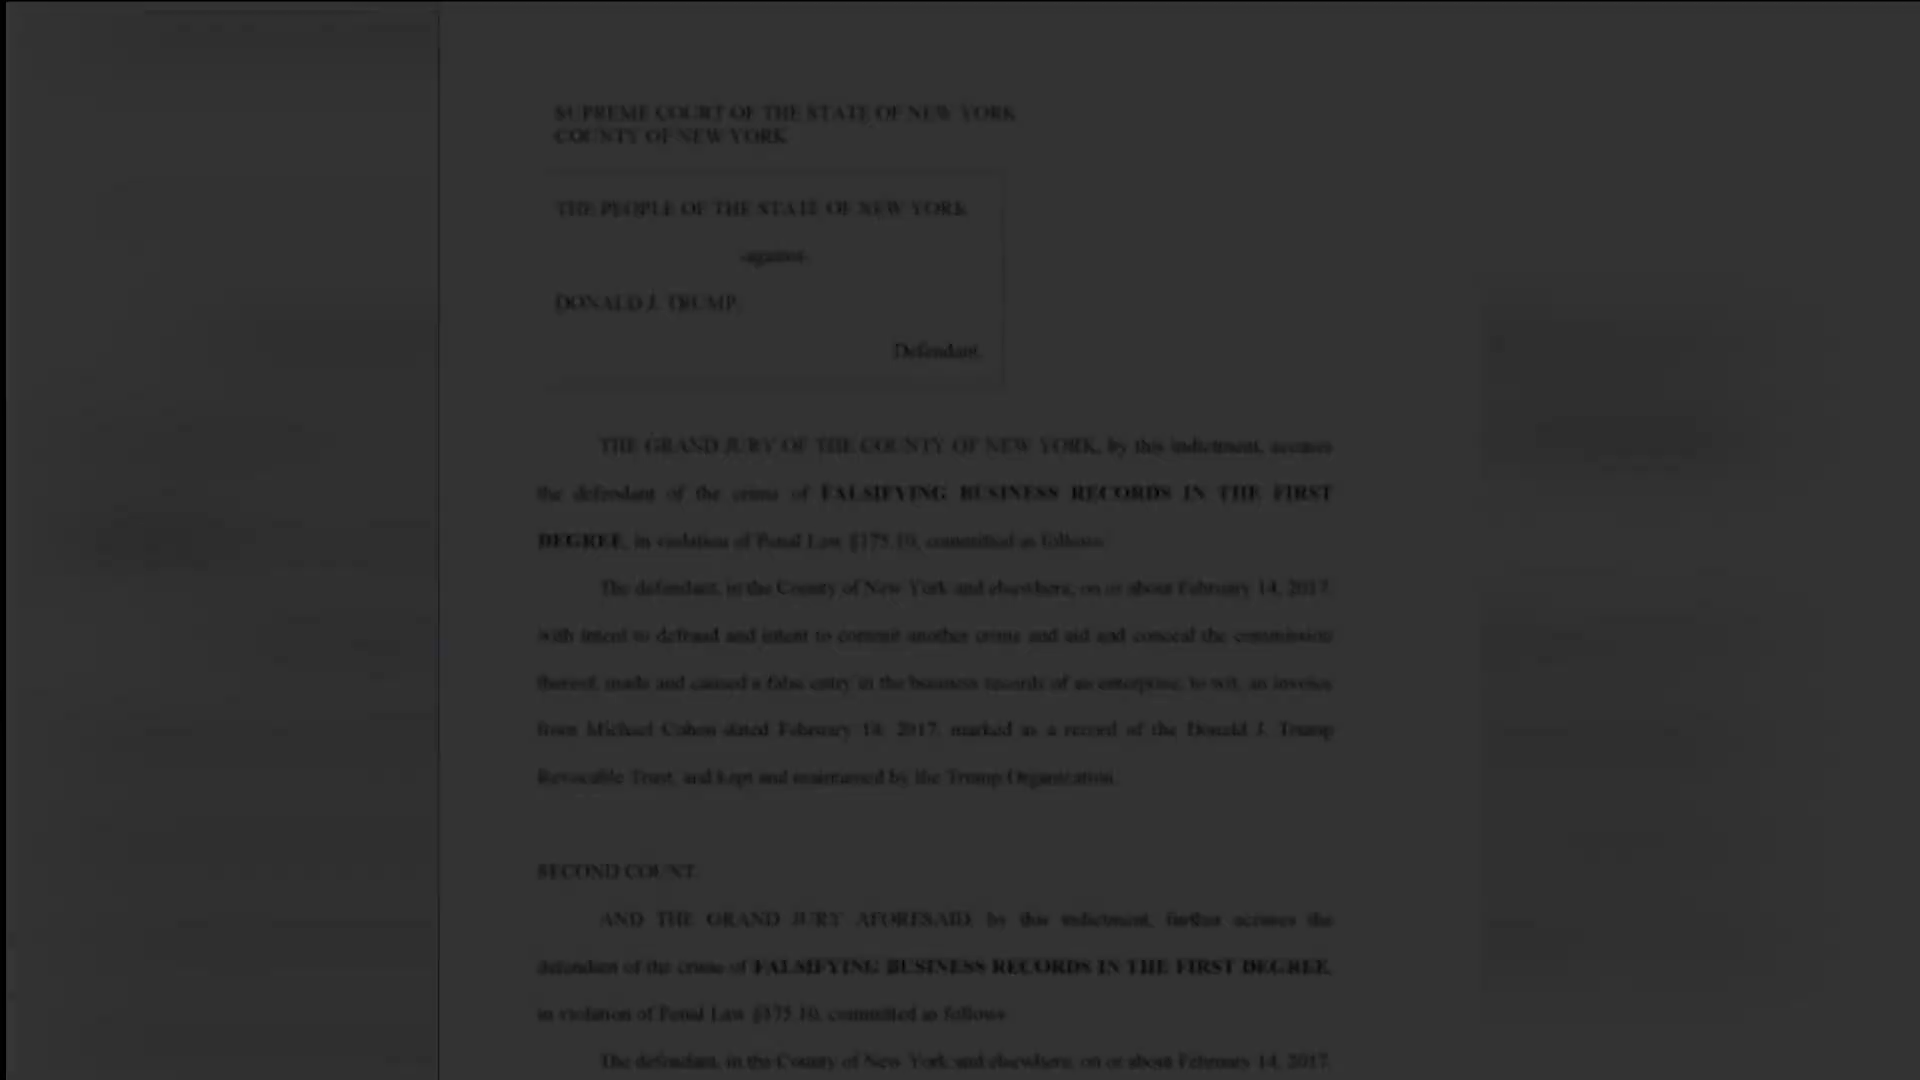 SUPREME COURT OF THE STATE OF NEW YORK
COUNTY OF NEW YORK
THE PEOPLE OF THE STATE OF NEW YORK
-against-
DONALD J. TRUMP,
Defendant.
THE GRAND JURY OF THE COUNTY OF NEW YORK, by this indictment, accuses
the defendant of the crime of FALSIFYING BUSINESS RECORDS IN THE FIRST
DEGREE, in violation of Penal Law §175.10, committed as follows:
The defendant, in the County of New York and elsewhere, on or about February 14, 2017,
with intent to defraud and intent to commit another crime and aid and conceal the commission
thereof, made and caused a false entry in the business records of an enterprise, to wit, an invoice
from Michael Cohen dated February 14, 2017, marked as a record of the Donald J. Trump
Revocable Trust, and kept and maintained by the Trump Organization.
SECOND COUNT:
AND THE GRAND JURY AFORESAID, by this indictment, further accuses the
defendant of the crime of FALSIFYING BUSINESS RECORDS IN THE FIRST DEGREE,
in violation of Penal Law §175.10, committed as follows:
The defendant, in the County of New York and elsewhere, on or about February 14, 2017,